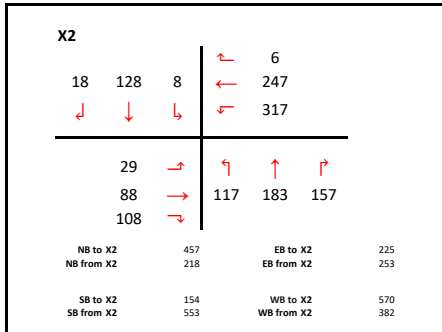 X2
6
18 128 8 247
317
29
88 117 183 157
108
NB to X2 457 EB to X2 225
NB from X2 218 EB from X2 253
SB to X2 154 WB to X2 570
SB from X2 553 WB from X2 382